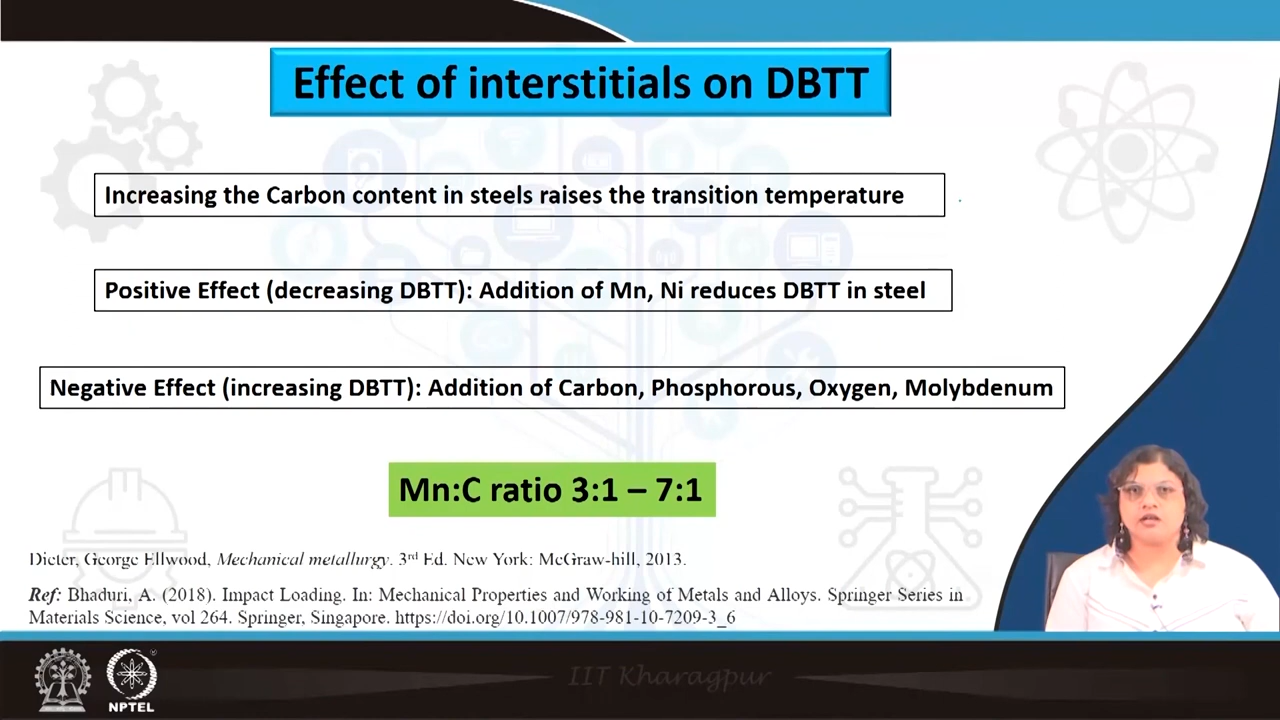 Effect of interstitials on DBTT
Increasing the Carbon content in steels raises the transition temperature
Positive Effect (decreasing DBTT): Addition of Mn, Ni reduces DBTT in steel
Negative Effect (increasing DBTT): Addition of Carbon, Phosphorous, Oxygen, Molybdenum
Mn:C ratio 3:1 – 7:1
Dieter, George Ellwood, Mechanical metallurgy. 3rd Ed. New York: McGraw-hill, 2013.
Ref: Bhaduri, A. (2018). Impact Loading. In: Mechanical Properties and Working of Metals and Alloys. Springer Series in
Materials Science, vol 264. Springer, Singapore. https://doi.org/10.1007/978-981-10-7209-3_6
IIT Kharagpur
NPTEL